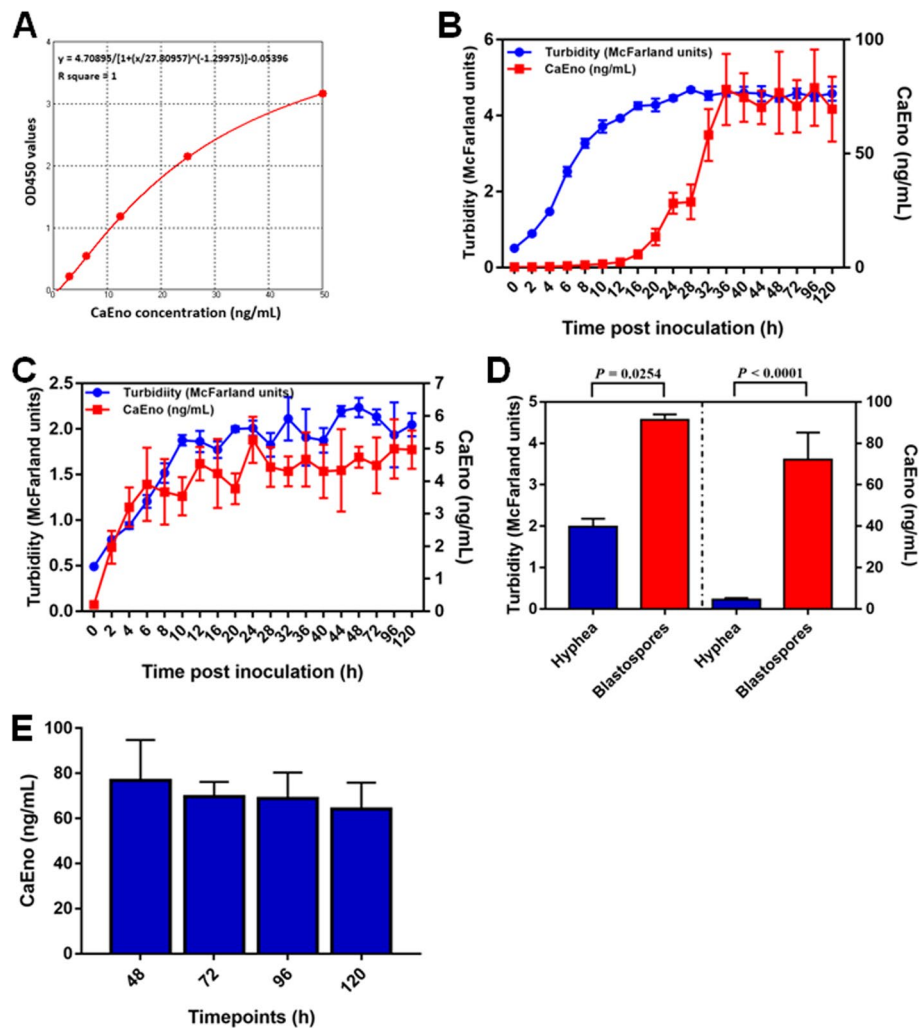 A
y = 4.70895/[1+(x/27.80957)^(-1.29975)]-0.05396
R square = 1
OD450 values
4
3
2
1
0
0
10
20
30
40
50
CaEno concentration (ng/mL)
B
Turbidity (McFarland units)
CaEno (ng/mL)
Turbidity (McFarland units)
6
4
2
0
100
50
0
CaEno (ng/mL)
0 2 4 6 8 10 12 16 20 24 28 32 36 40 44 48 72 96 120
Time post inoculation (h)
C
Turbidiity (McFarland units)
CaEno (ng/mL)
Turbidity (McFarland units)
2.5
2.0
1.5
1.0
0.5
0.0
7
6
5
4
3
2
1
0
CaEno (ng/mL)
0 2 4 6 8 10 12 16 20 24 28 32 36 40 44 48 72 96 120
Time post inoculation (h)
D
P = 0.0254
P < 0.0001
Turbidity (McFarland units)
5
4
3
2
1
0
100
80
60
40
20
0
CaEno (ng/mL)
Hyphea
Blastospores
Hyphea
Blastospores
E
CaEno (ng/mL)
100
80
60
40
20
0
48
72
96
120
Timepoints (h)